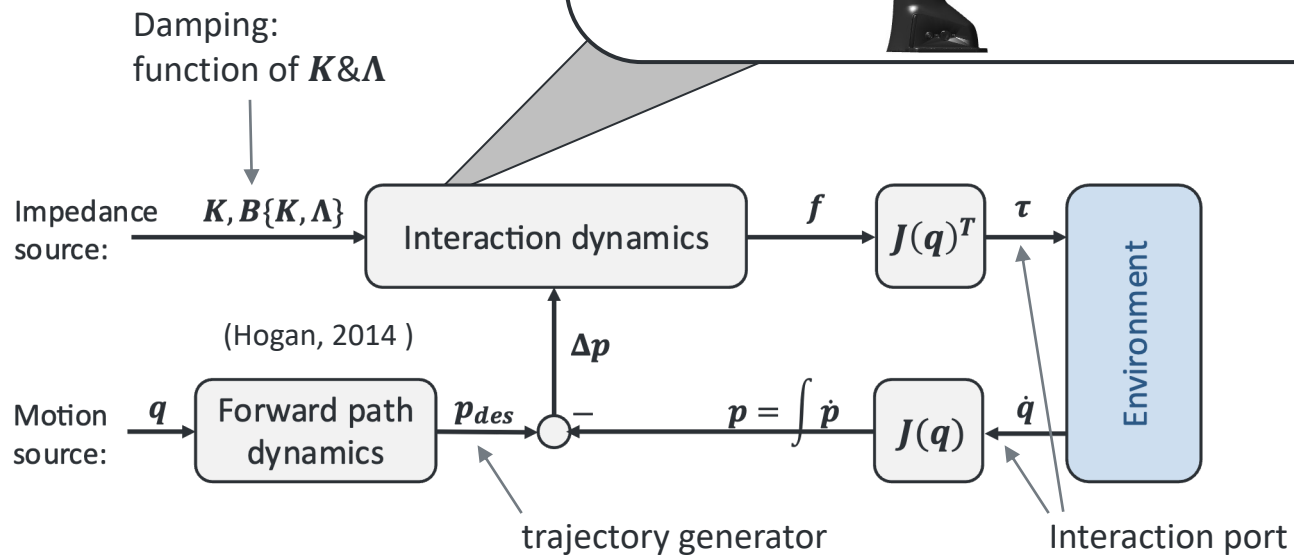 Damping:
function of K&Λ
Impedance
source:
K, B{K, Λ}
Interaction dynamics
f
J(q)ᵀ
τ
Environment
(Hogan, 2014 )
Δp
Motion
source:
q
Forward path
dynamics
p_des
−
p = ∫ ṗ
J(q)
q̇
trajectory generator
Interaction port